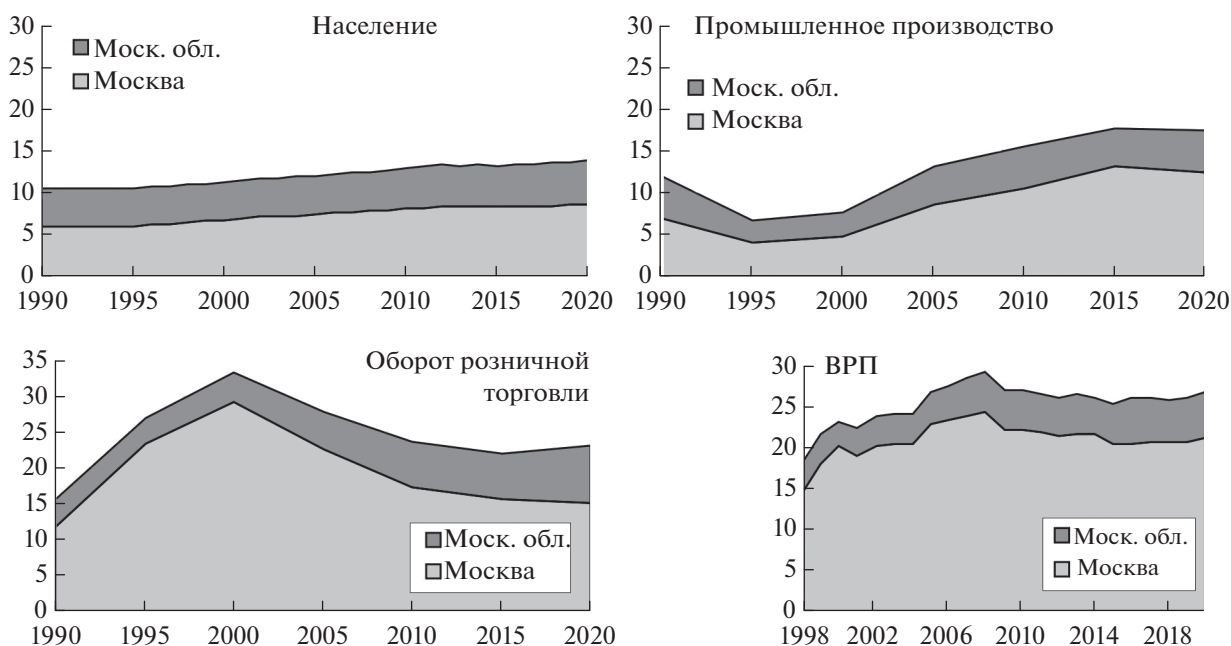 Население
30
25
20
15
10
5
0
Моск. обл.
Москва
1990 1995 2000 2005 2010 2015 2020
Промышленное производство
30
25
20
15
10
5
0
Моск. обл.
Москва
1990 1995 2000 2005 2010 2015 2020
Оборот розничной
торговли
35
30
25
20
15
10
5
0
Моск. обл.
Москва
1990 1995 2000 2005 2010 2015 2020
ВРП
30
25
20
15
10
5
0
Моск. обл.
Москва
1998 2002 2006 2010 2014 2018